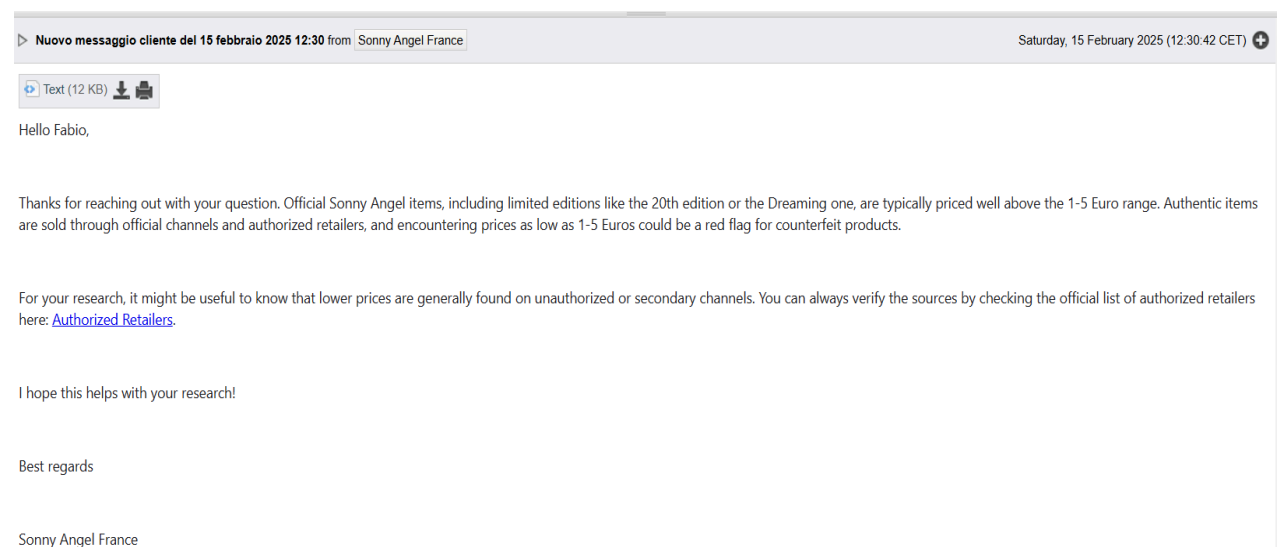 Nuovo messaggio cliente del 15 febbraio 2025 12:30 from Sonny Angel France Saturday, 15 February 2025 (12:30:42 CET)
Text (12 KB)
Hello Fabio,
Thanks for reaching out with your question. Official Sonny Angel items, including limited editions like the 20th edition or the Dreaming one, are typically priced well above the 1-5 Euro range. Authentic items
are sold through official channels and authorized retailers, and encountering prices as low as 1-5 Euros could be a red flag for counterfeit products.
For your research, it might be useful to know that lower prices are generally found on unauthorized or secondary channels. You can always verify the sources by checking the official list of authorized retailers
here: Authorized Retailers.
I hope this helps with your research!
Best regards
Sonny Angel France